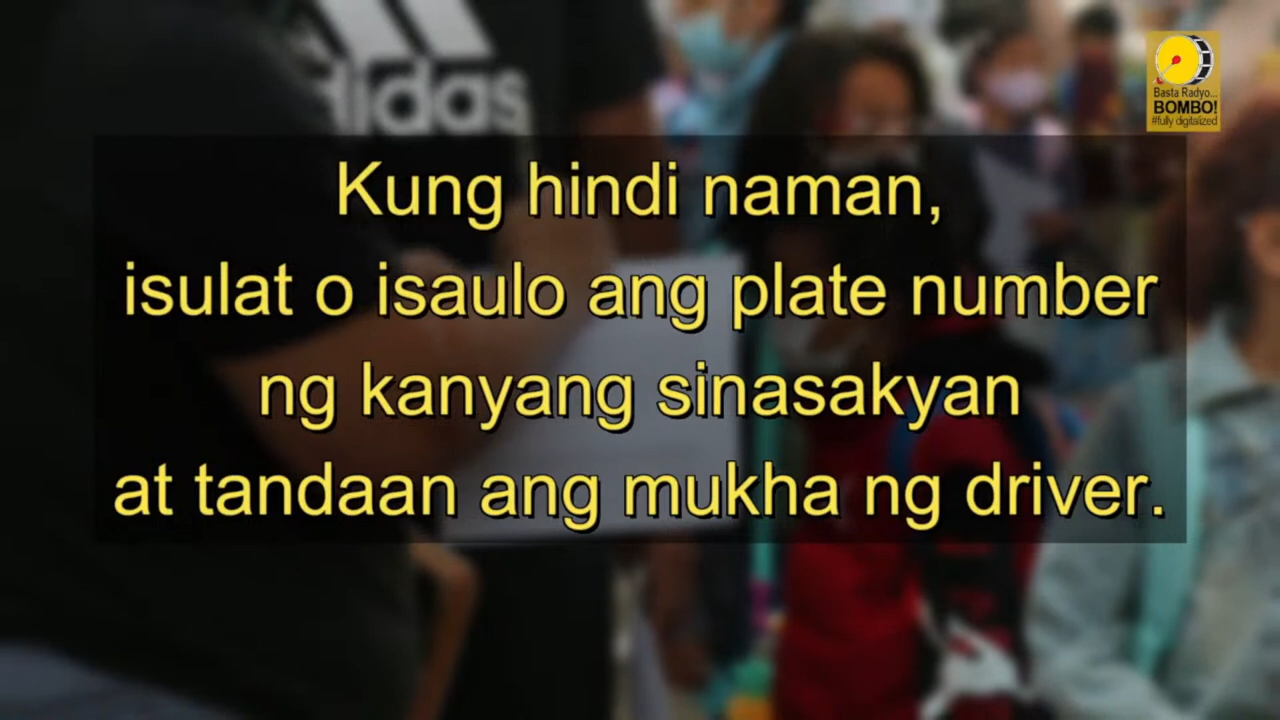 adidas
Basta Radyo...
BOMBO!
#fully digitalized
Kung hindi naman,
isulat o isaulo ang plate number
ng kanyang sinasakyan
at tandaan ang mukha ng driver.